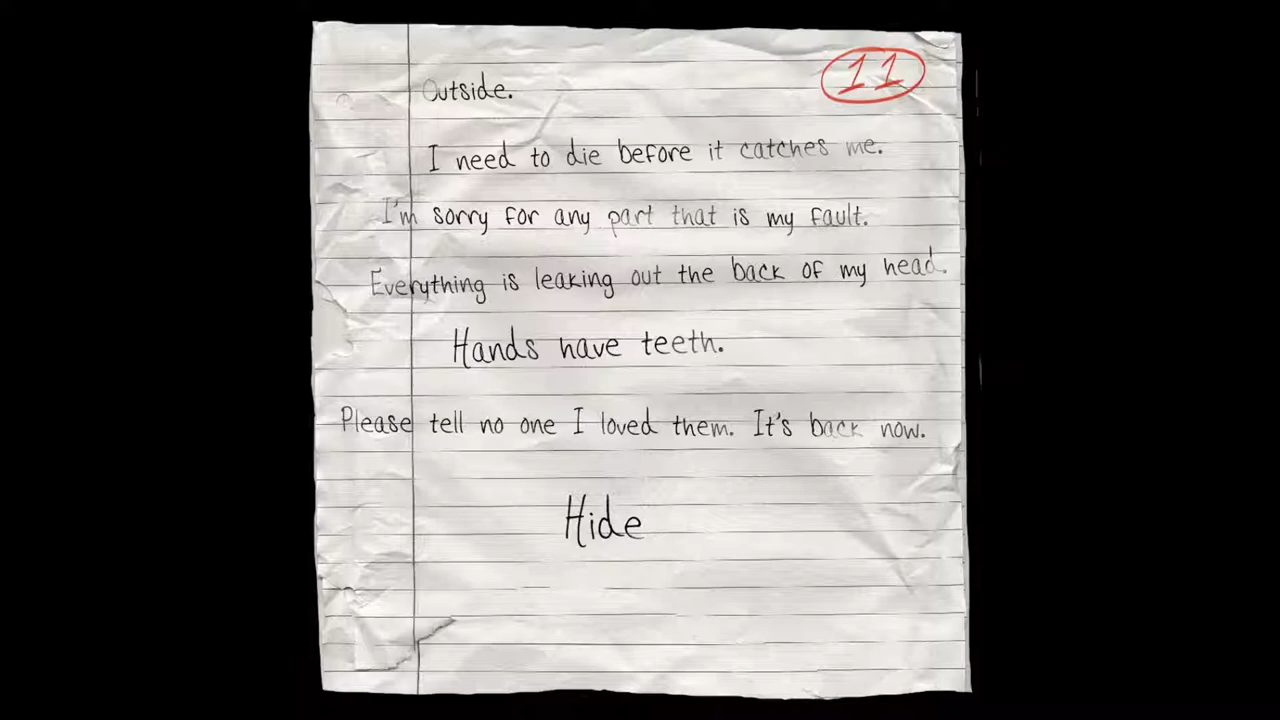 11
Outside.
I need to die before it catches me.
I'm sorry for any part that is my fault.
Everything is leaking out the back of my head.
Hands have teeth.
Please tell no one I loved them. It's back now.
Hide